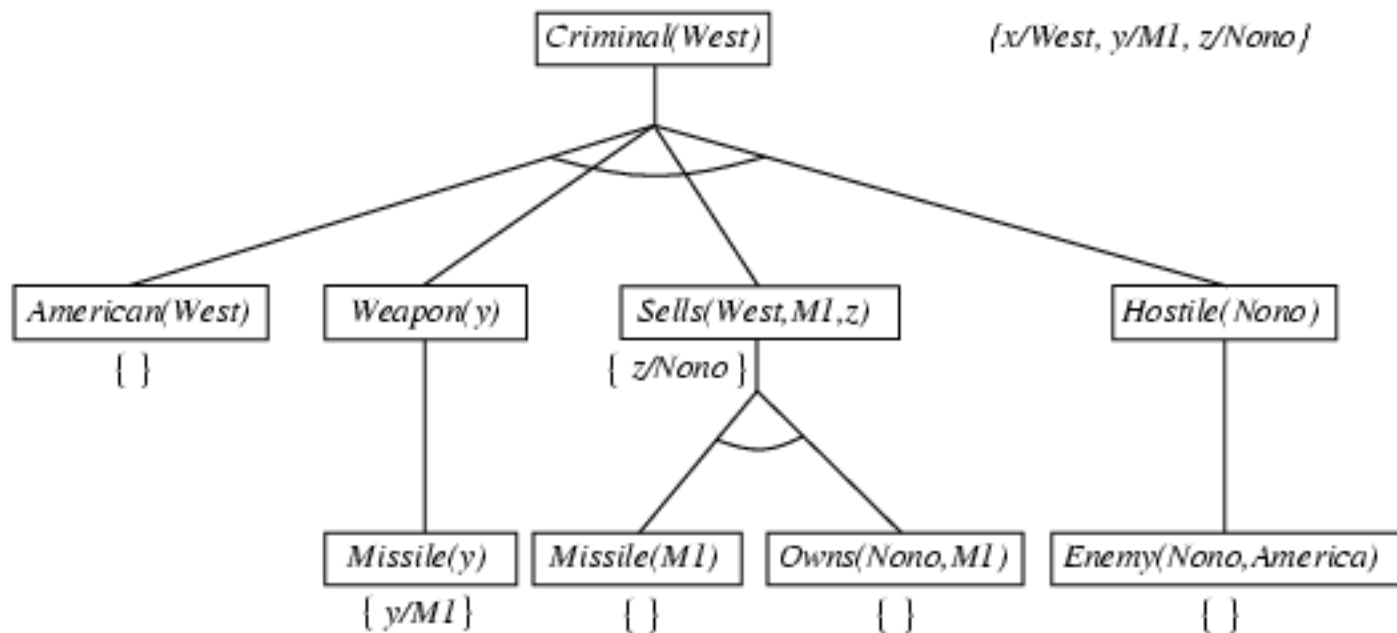 Criminal(West)
{x/West, y/M1, z/Nono}
American(West)
Weapon(y)
Sells(West,M1,z)
Hostile(Nono)
{ }
{ z/Nono }
Missile(y)
Missile(M1)
Owns(Nono,M1)
Enemy(Nono,America)
{ y/M1 }
{ }
{ }
{ }